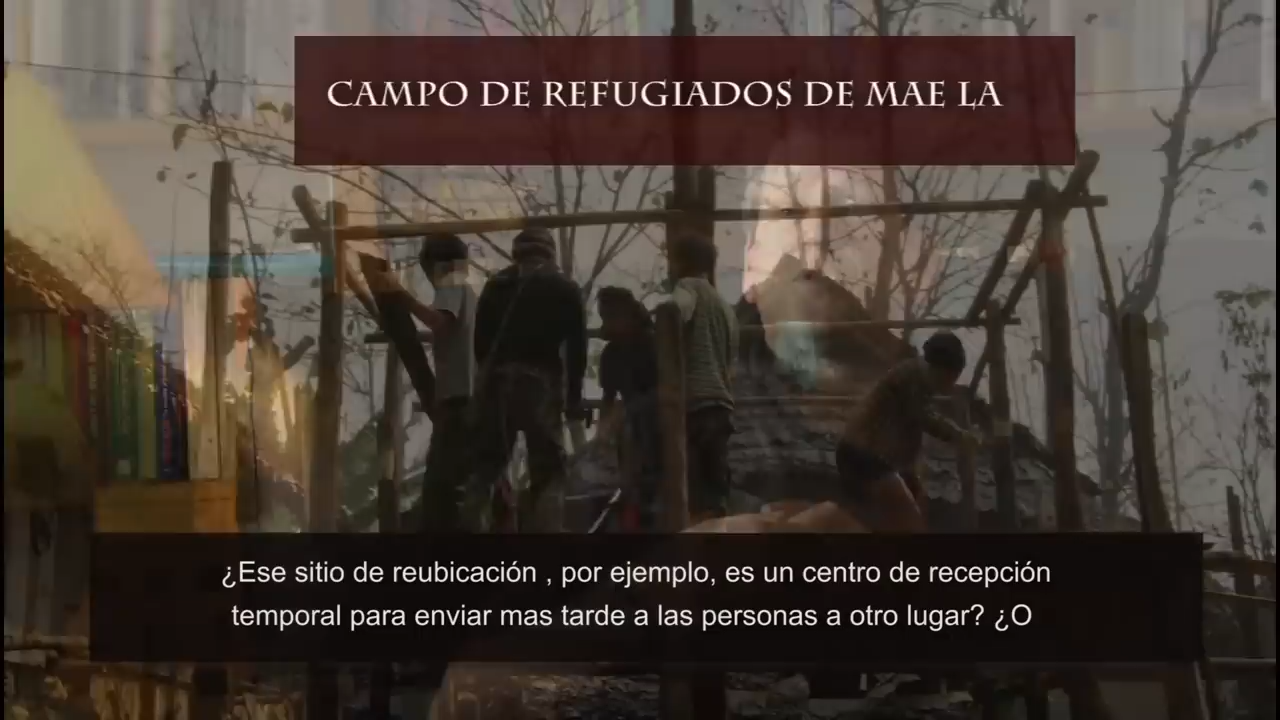 CAMPO DE REFUGIADOS DE MAE LA
¿Ese sitio de reubicación , por ejemplo, es un centro de recepción
temporal para enviar mas tarde a las personas a otro lugar? ¿O